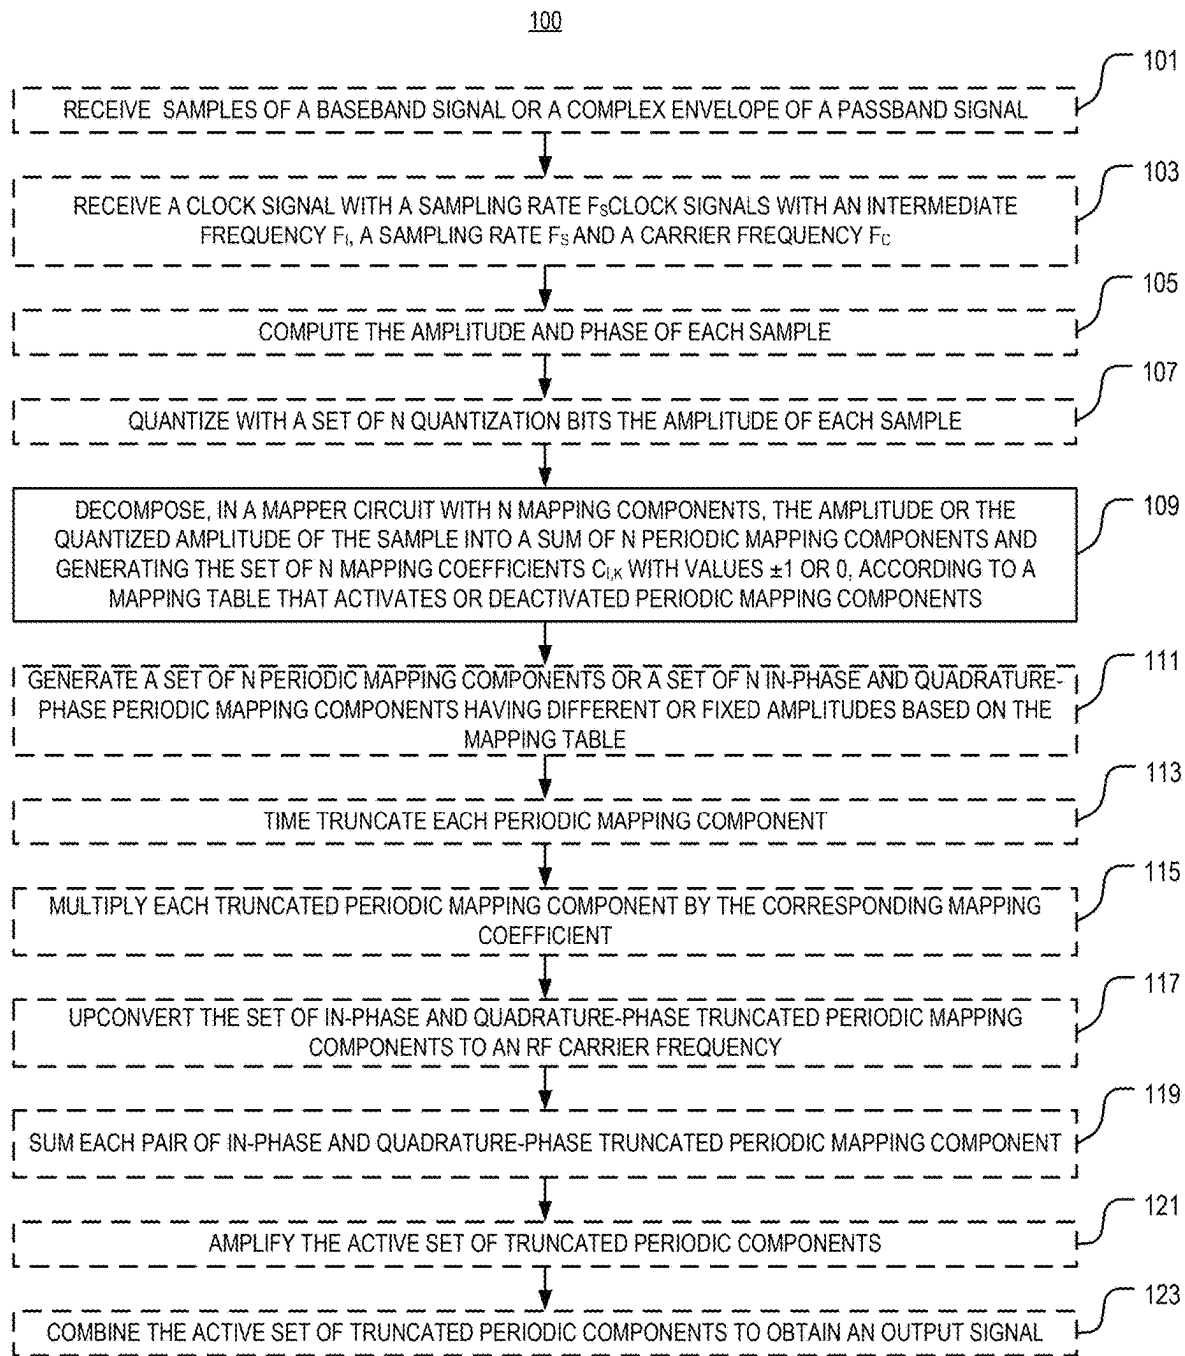 100
101
RECEIVE SAMPLES OF A BASEBAND SIGNAL OR A COMPLEX ENVELOPE OF A PASSBAND SIGNAL
103
RECEIVE A CLOCK SIGNAL WITH A SAMPLING RATE FSCLOCK SIGNALS WITH AN INTERMEDIATE
FREQUENCY FI, A SAMPLING RATE FS AND A CARRIER FREQUENCY FC
105
COMPUTE THE AMPLITUDE AND PHASE OF EACH SAMPLE
107
QUANTIZE WITH A SET OF N QUANTIZATION BITS THE AMPLITUDE OF EACH SAMPLE
109
DECOMPOSE, IN A MAPPER CIRCUIT WITH N MAPPING COMPONENTS, THE AMPLITUDE OR THE
QUANTIZED AMPLITUDE OF THE SAMPLE INTO A SUM OF N PERIODIC MAPPING COMPONENTS AND
GENERATING THE SET OF N MAPPING COEFFICIENTS CI,K WITH VALUES ±1 OR 0, ACCORDING TO A
MAPPING TABLE THAT ACTIVATES OR DEACTIVATED PERIODIC MAPPING COMPONENTS
111
GENERATE A SET OF N PERIODIC MAPPING COMPONENTS OR A SET OF N IN-PHASE AND QUADRATURE-
PHASE PERIODIC MAPPING COMPONENTS HAVING DIFFERENT OR FIXED AMPLITUDES BASED ON THE
MAPPING TABLE
113
TIME TRUNCATE EACH PERIODIC MAPPING COMPONENT
115
MULTIPLY EACH TRUNCATED PERIODIC MAPPING COMPONENT BY THE CORRESPONDING MAPPING
COEFFICIENT
117
UPCONVERT THE SET OF IN-PHASE AND QUADRATURE-PHASE TRUNCATED PERIODIC MAPPING
COMPONENTS TO AN RF CARRIER FREQUENCY
119
SUM EACH PAIR OF IN-PHASE AND QUADRATURE-PHASE TRUNCATED PERIODIC MAPPING COMPONENT
121
AMPLIFY THE ACTIVE SET OF TRUNCATED PERIODIC COMPONENTS
123
COMBINE THE ACTIVE SET OF TRUNCATED PERIODIC COMPONENTS TO OBTAIN AN OUTPUT SIGNAL